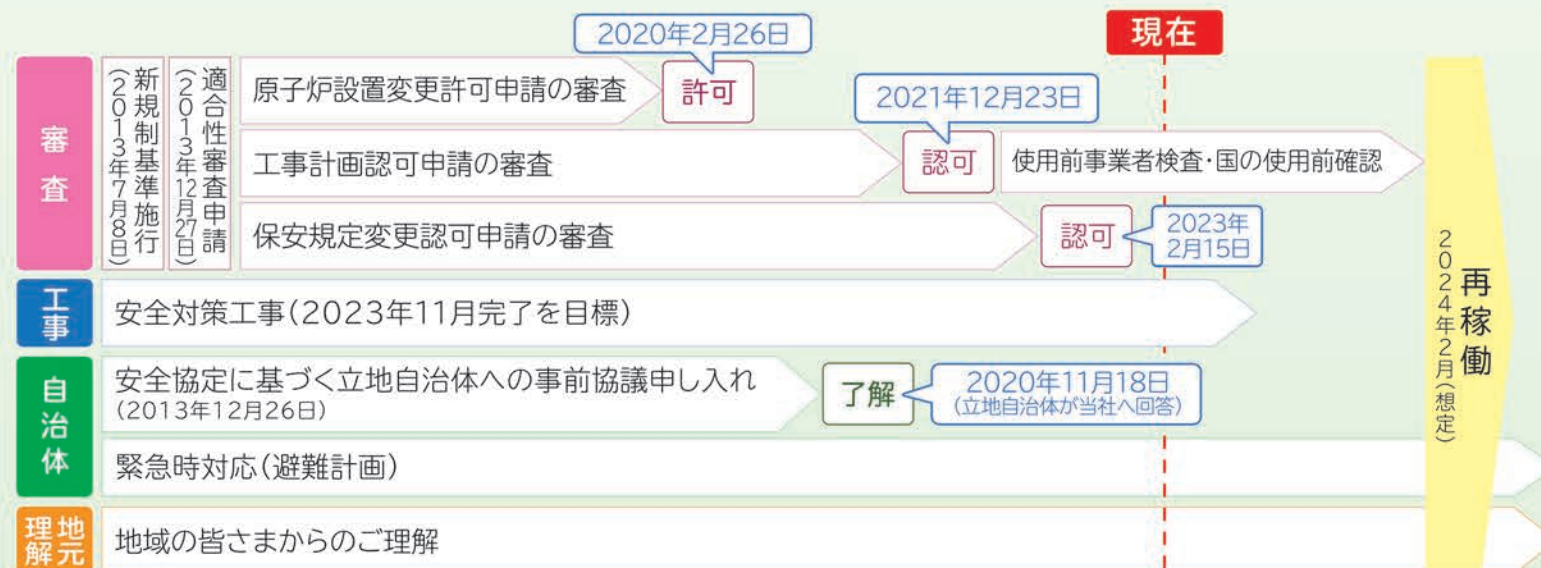 現在
審査
新規制基準施行
(2013年7月8日)
適合性審査申請
(2013年12月27日)
原子炉設置変更許可申請の審査
許可
2020年2月26日
工事計画認可申請の審査
認可
2021年12月23日
使用前事業者検査・国の使用前確認
保安規定変更認可申請の審査
認可
2023年
2月15日
工事
安全対策工事(2023年11月完了を目標)
自治体
安全協定に基づく立地自治体への事前協議申し入れ
(2013年12月26日)
了解
2020年11月18日
(立地自治体が当社へ回答)
緊急時対応(避難計画)
地元
理解
地域の皆さまからのご理解
再稼働
2024年2月(想定)